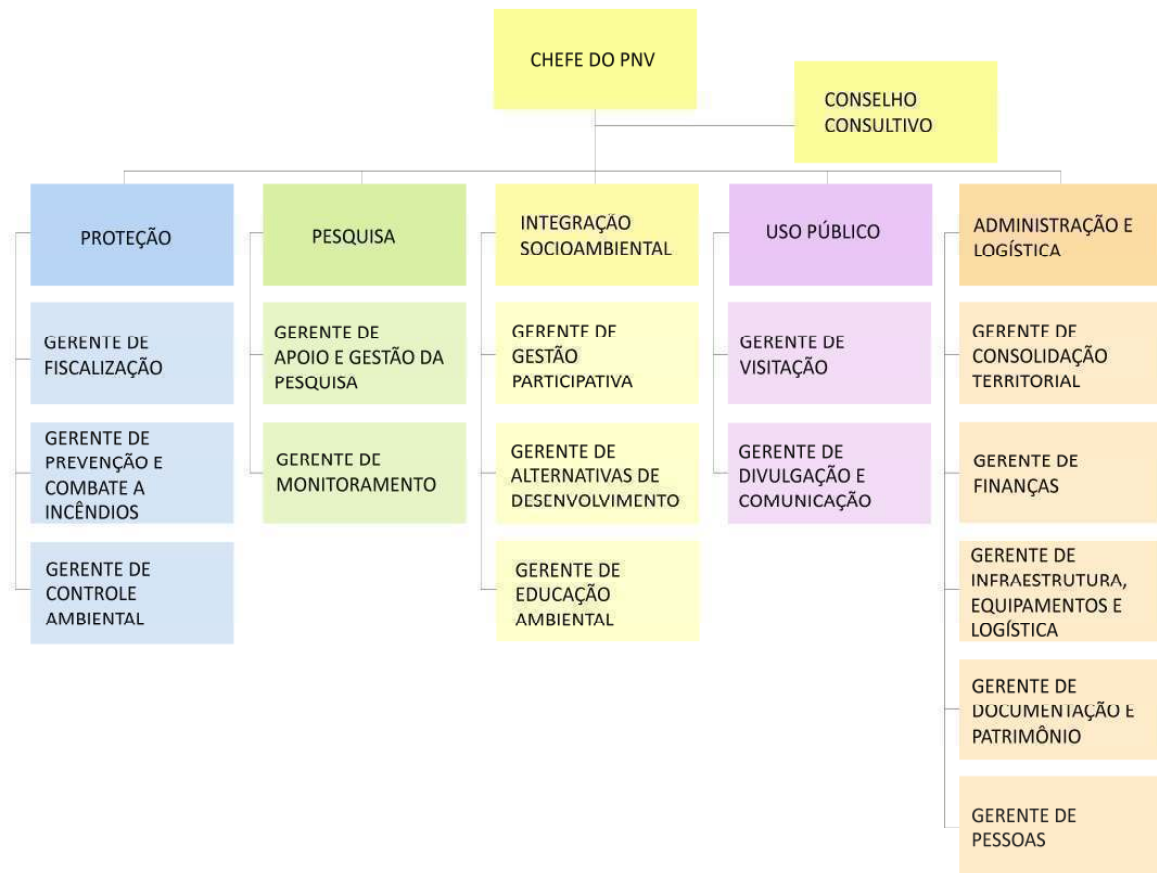 CHEFE DO PNV
CONSELHO
CONSULTIVO
PROTEÇÃO
PESQUISA
INTEGRAÇÃO
SOCIOAMBIENTAL
USO PÚBLICO
ADMINISTRAÇÃO E
LOGÍSTICA
GERENTE DE
FISCALIZAÇÃO
GERENTE DE
PREVENÇÃO E
COMBATE A
INCÊNDIOS
GERENTE DE
CONTROLE
AMBIENTAL
GERENTE DE
APOIO E GESTÃO DA
PESQUISA
GERENTE DE
MONITORAMENTO
GERENTE DE
GESTÃO
PARTICIPATIVA
GERENTE DE
ALTERNATIVAS DE
DESENVOLVIMENTO
GERENTE DE
EDUCAÇÃO
AMBIENTAL
GERENTE DE
VISITAÇÃO
GERENTE DE
DIVULGAÇÃO E
COMUNICAÇÃO
GERENTE DE
CONSOLIDAÇÃO
TERRITORIAL
GERENTE DE
FINANÇAS
GERENTE DE
INFRAESTRUTURA,
EQUIPAMENTOS E
LOGÍSTICA
GERENTE DE
DOCUMENTAÇÃO E
PATRIMÔNIO
GERENTE DE
PESSOAS